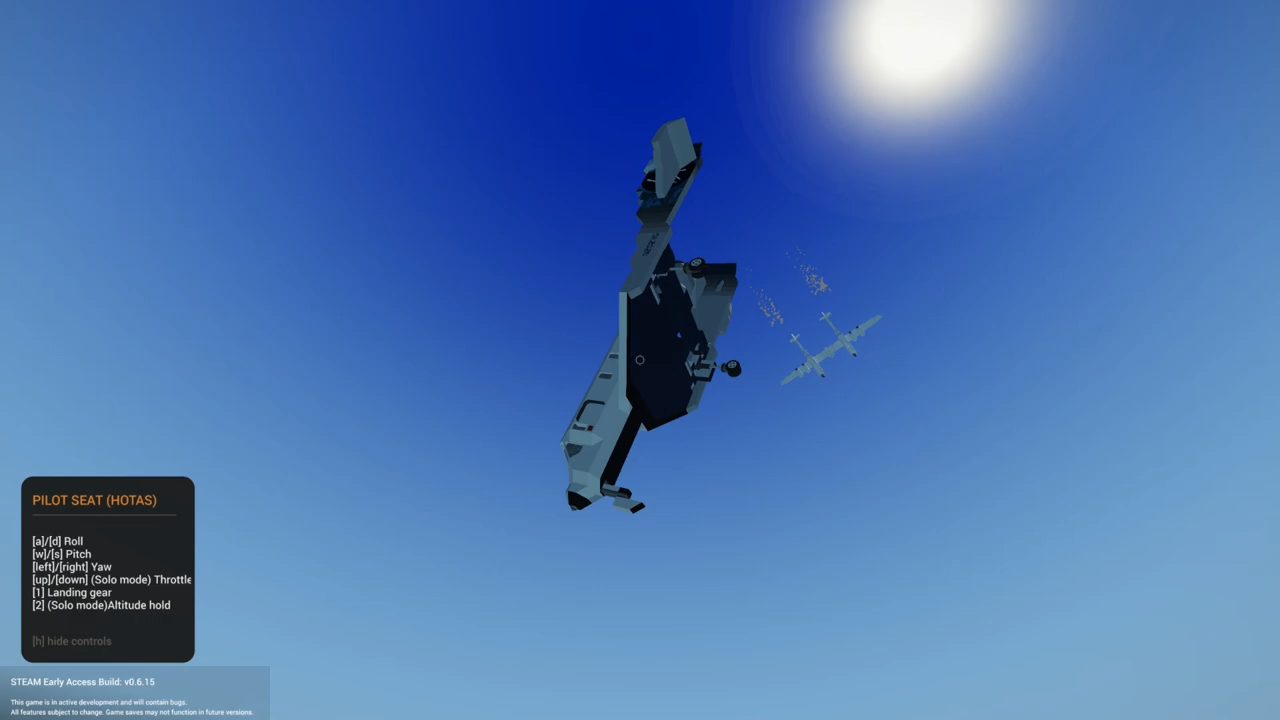 PILOT SEAT (HOTAS)
[a]/[d] Roll
[w]/[s] Pitch
[left]/[right] Yaw
[up]/[down] (Solo mode) Throttle
[1] Landing gear
[2] (Solo mode)Altitude hold
[h] hide controls
STEAM Early Access Build: v0.6.15
This game is in active development and will contain bugs.
All features subject to change. Game saves may not function in future versions.